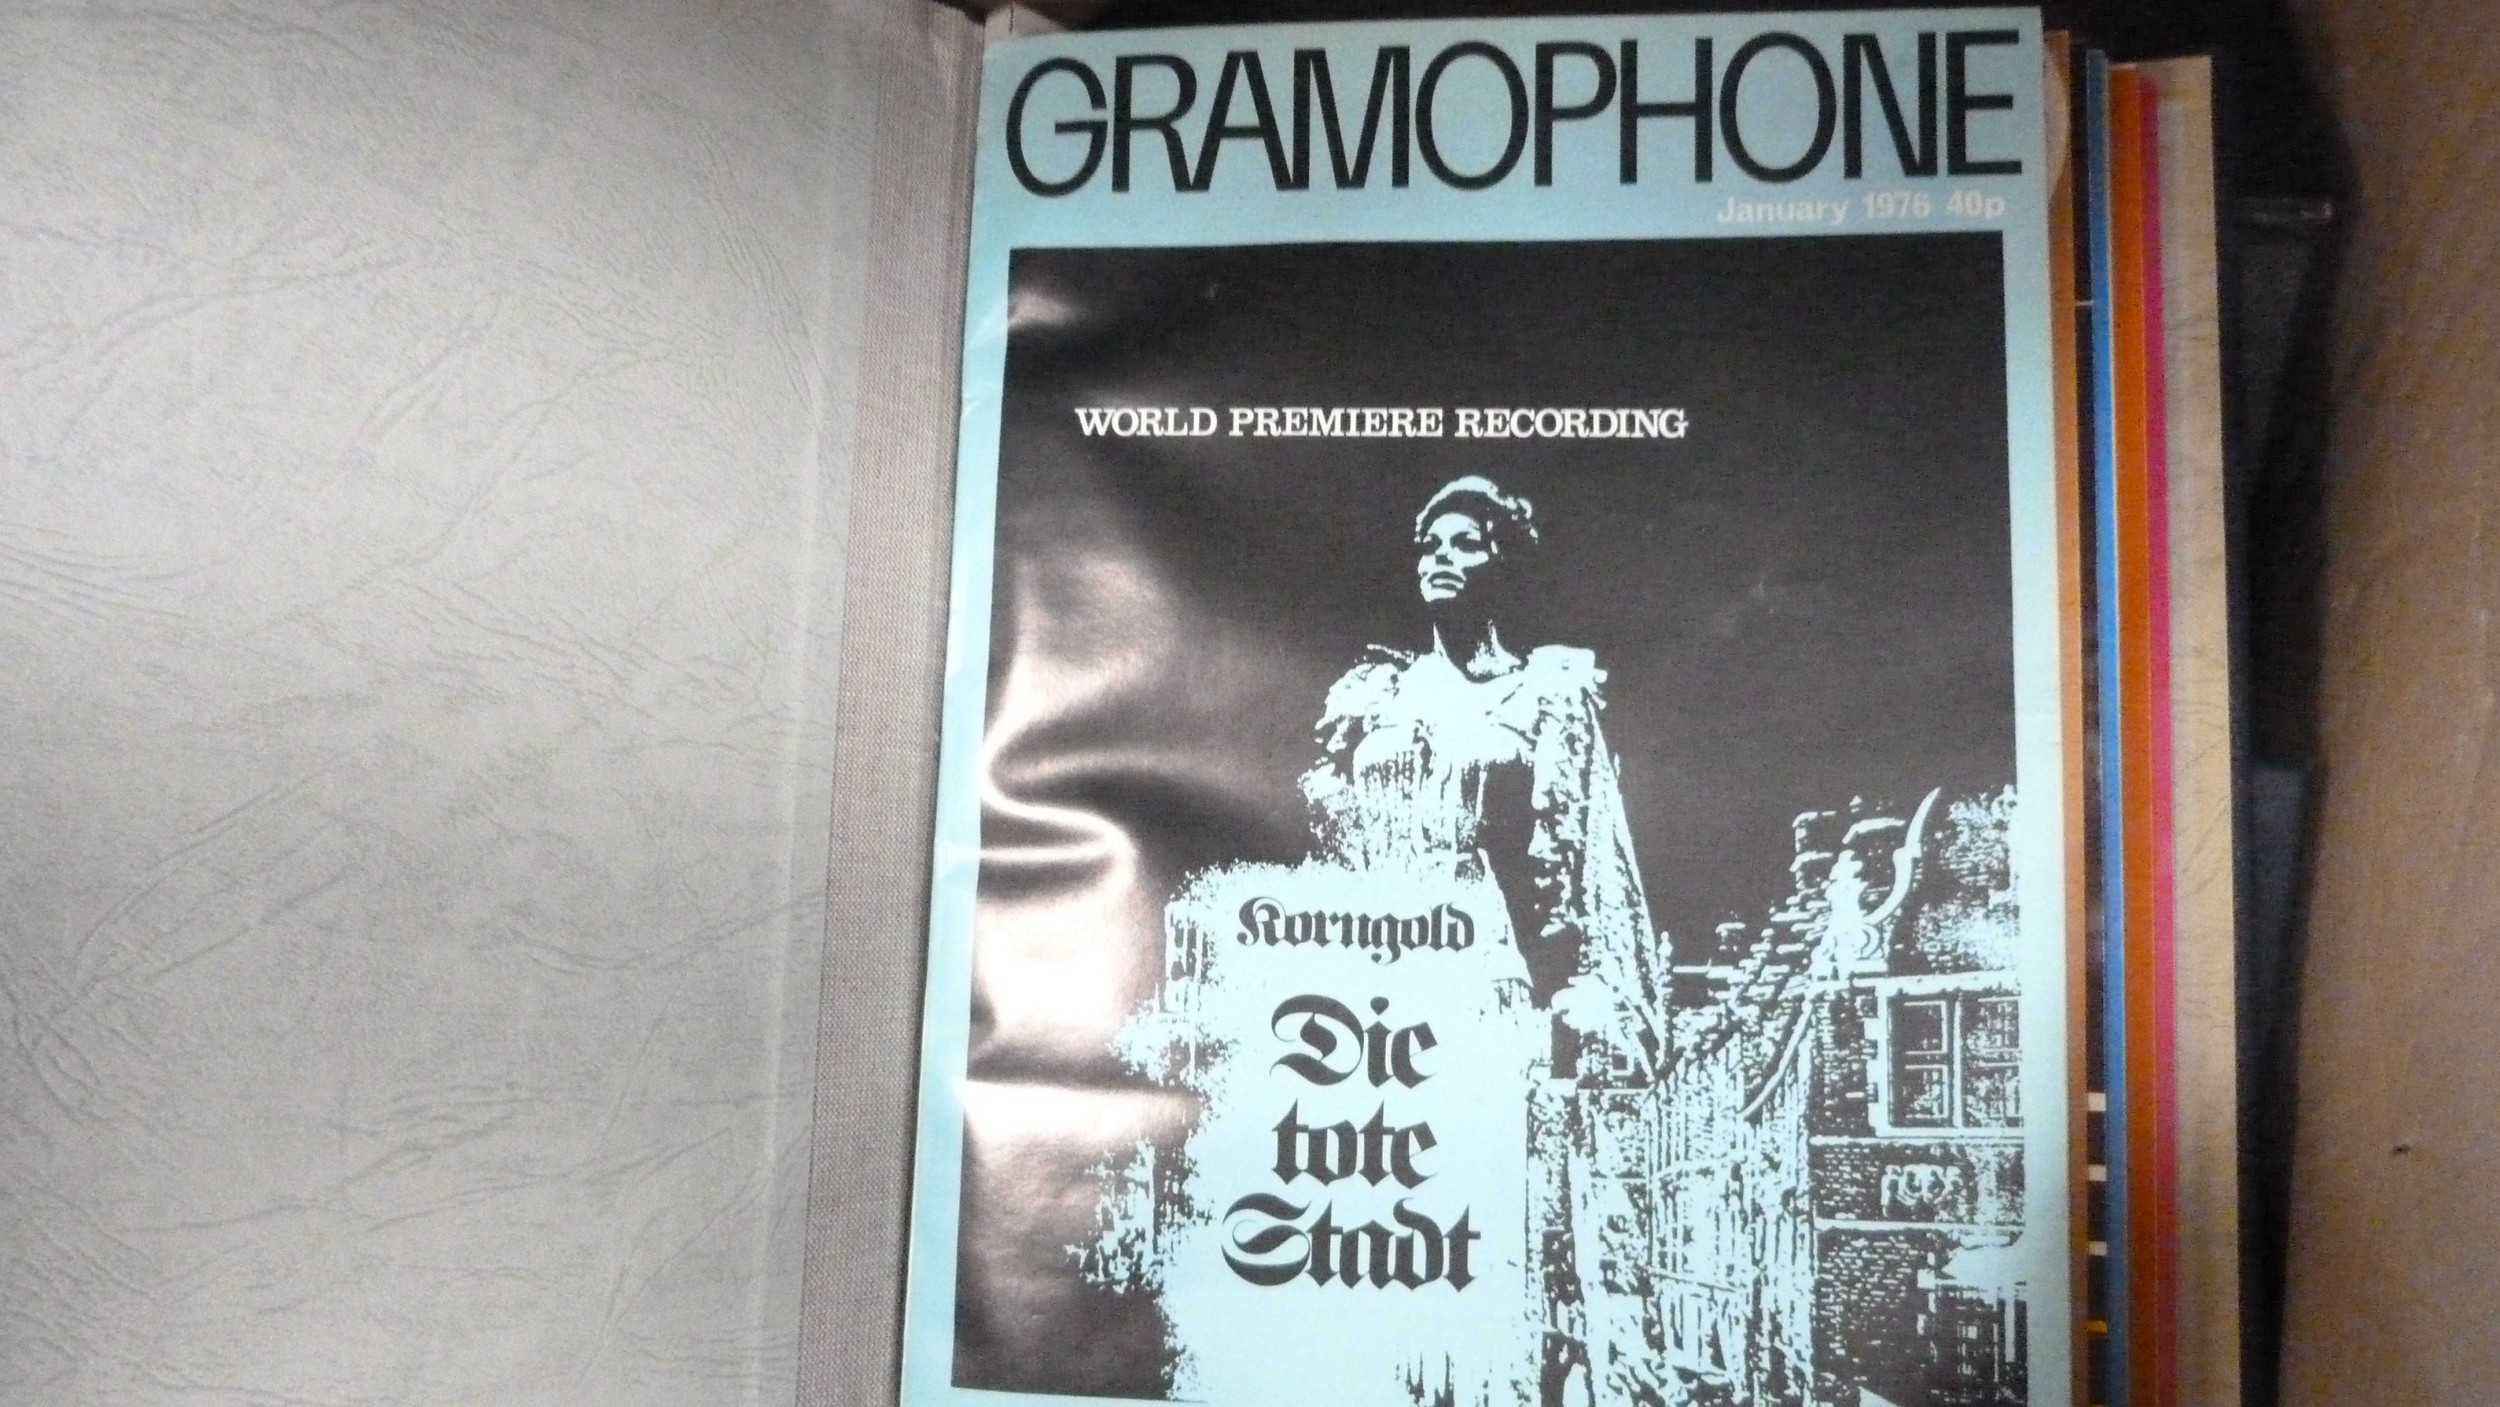 GRAMOPHONE
January 1976 40p
WORLD PREMIERE RECORDING
Korngold
Die
tote
Stadt